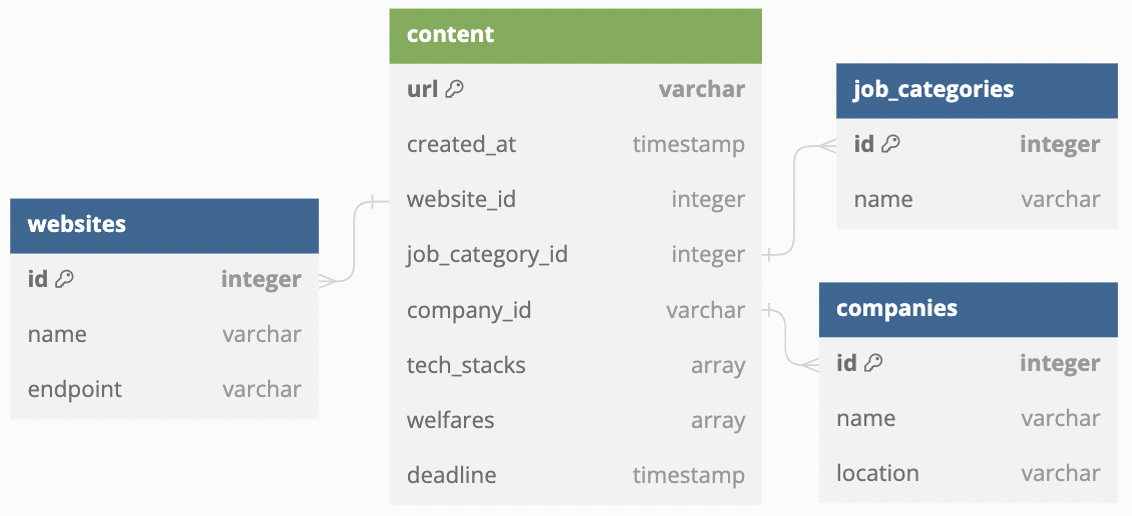 content
url varchar
created_at timestamp
website_id integer
job_category_id integer
company_id varchar
tech_stacks array
welfares array
deadline timestamp
websites
id integer
name varchar
endpoint varchar
job_categories
id integer
name varchar
companies
id integer
name varchar
location varchar